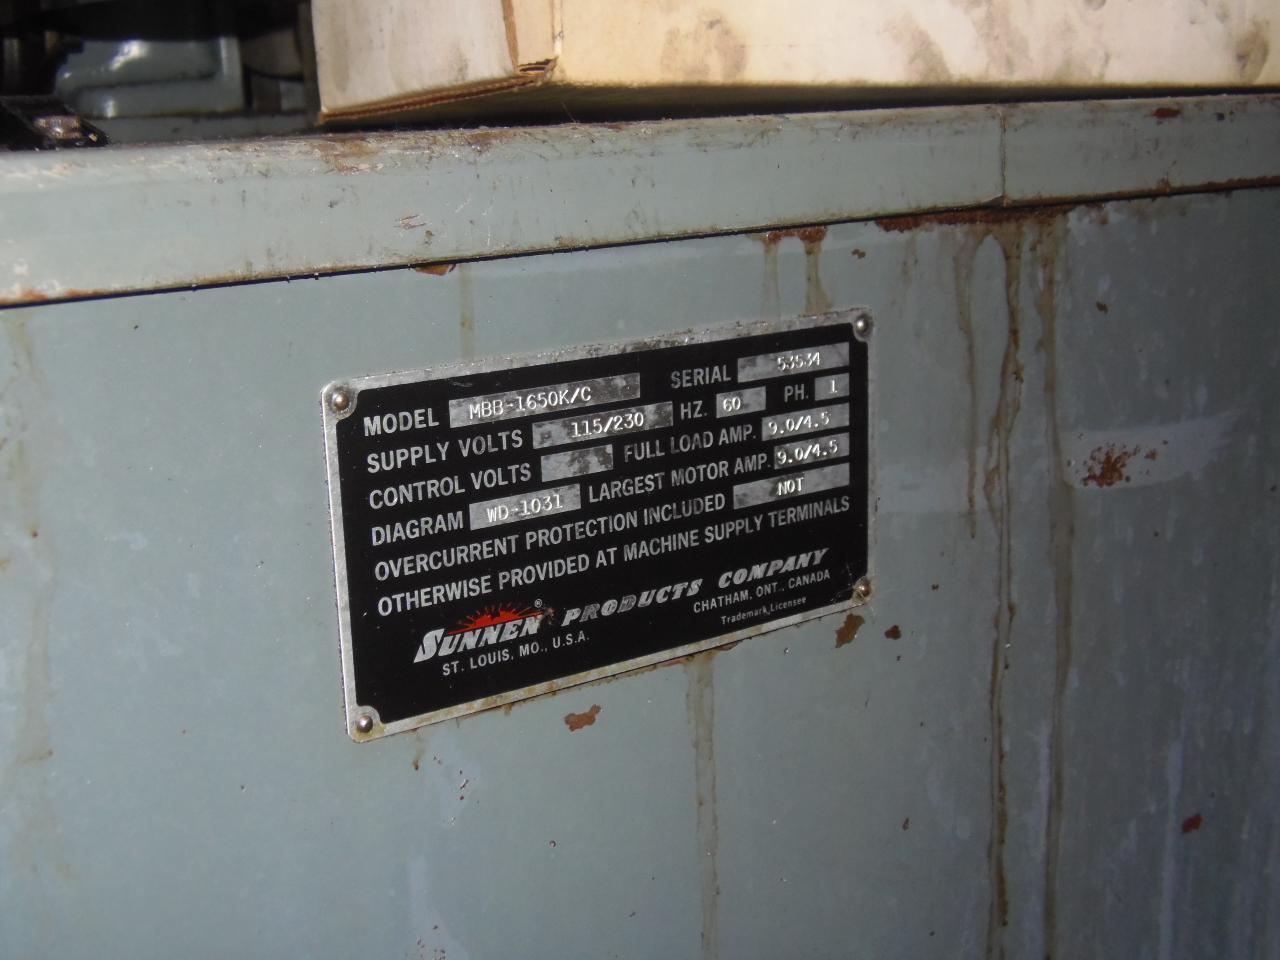 MODEL MBB-1650K/C SERIAL 53534
SUPPLY VOLTS 115/230 HZ. 60 PH. 1
CONTROL VOLTS FULL LOAD AMP. 9.0/4.5
DIAGRAM WD-1031 LARGEST MOTOR AMP. 9.0/4.5
OVERCURRENT PROTECTION INCLUDED NOT
OTHERWISE PROVIDED AT MACHINE SUPPLY TERMINALS
SUNNEN® PRODUCTS COMPANY
ST. LOUIS, MO., U.S.A. CHATHAM, ONT., CANADA
Trademark Licensee